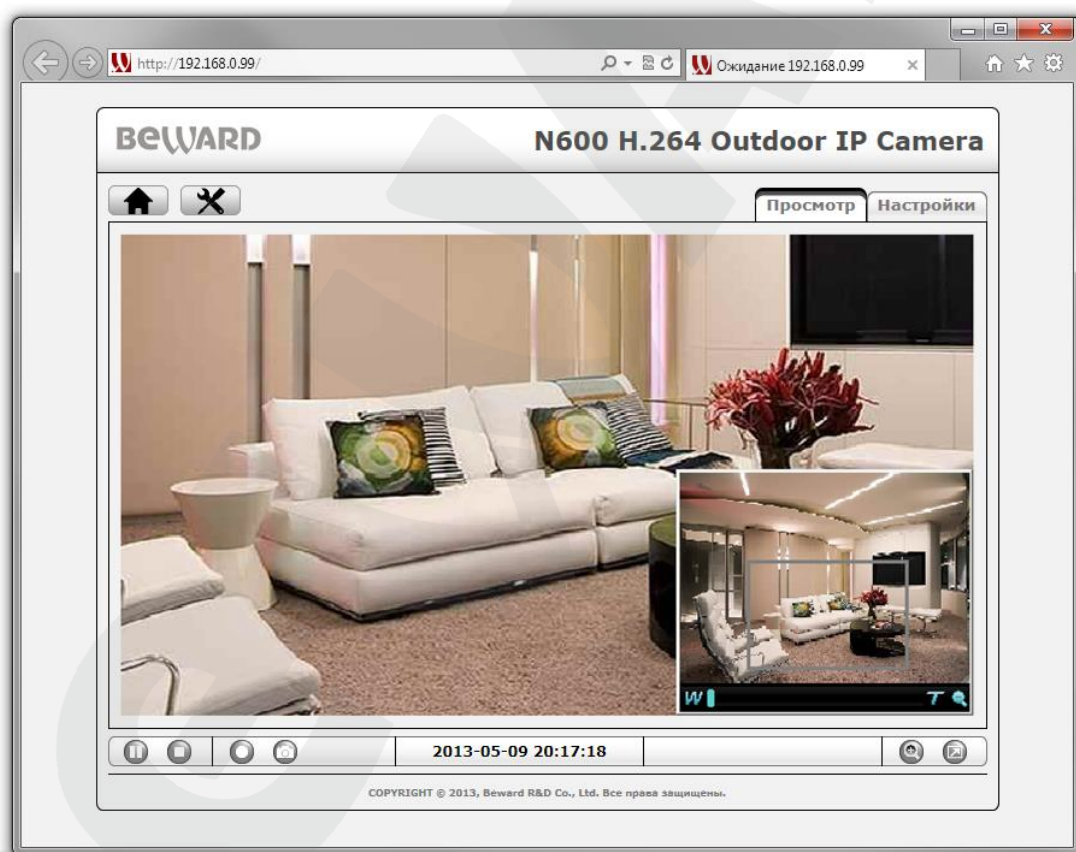 http://192.168.0.99/
Ожидание 192.168.0.99
BEWARD
N600 H.264 Outdoor IP Camera
Просмотр
Настройки
W
T
2013-05-09 20:17:18
COPYRIGHT © 2013, Beward R&D Co., Ltd. Все права защищены.